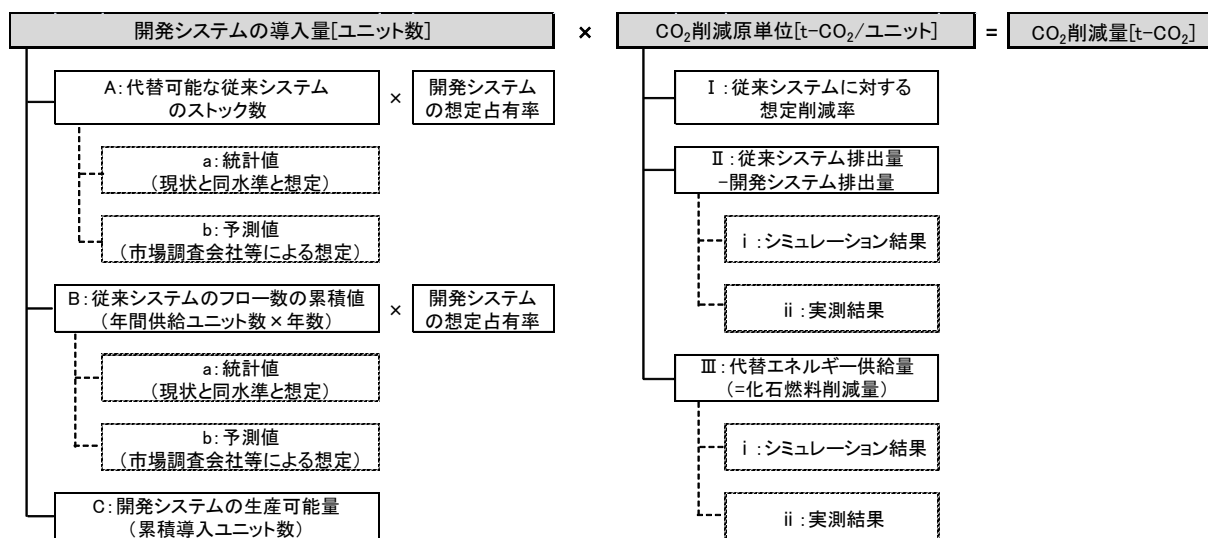 開発システムの導入量[ユニット数] × CO₂削減原単位[t-CO₂/ユニット] = CO₂削減量[t-CO₂]
A:代替可能な従来システム
のストック数
×
開発システム
の想定占有率
a:統計値
(現状と同水準と想定)
b:予測値
(市場調査会社等による想定)
B:従来システムのフロー数の累積値
(年間供給ユニット数×年数)
×
開発システム
の想定占有率
a:統計値
(現状と同水準と想定)
b:予測値
(市場調査会社等による想定)
C:開発システムの生産可能量
(累積導入ユニット数)
Ⅰ:従来システムに対する
想定削減率
Ⅱ:従来システム排出量
-開発システム排出量
ⅰ:シミュレーション結果
ⅱ:実測結果
Ⅲ:代替エネルギー供給量
(=化石燃料削減量)
ⅰ:シミュレーション結果
ⅱ:実測結果